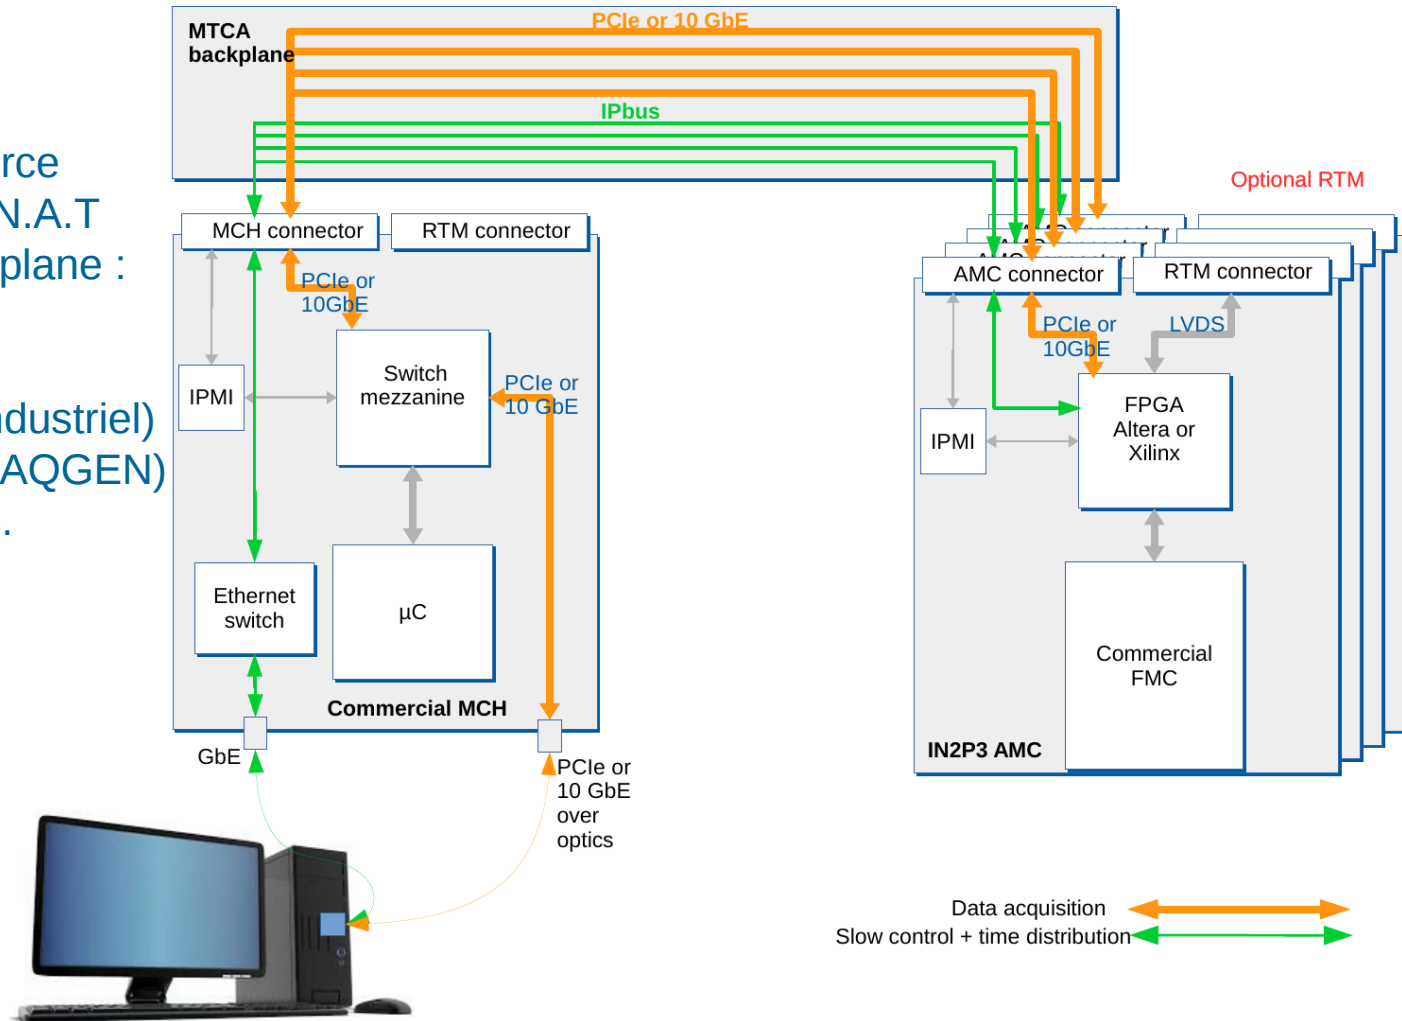 PCIe or 10 GbE
MTCA
backplane
IPbus
rce
N.A.T
plane :
ndustriel)
AQGEN)
.
Optional RTM
MCH connector
RTM connector
PCIe or
10GbE
IPMI
Switch
mezzanine
PCIe or
10 GbE
Ethernet
switch
µC
Commercial MCH
GbE
PCIe or
10 GbE
over
optics
AMC connector
RTM connector
PCIe or
10GbE
LVDS
IPMI
FPGA
Altera or
Xilinx
Commercial
FMC
IN2P3 AMC
Data acquisition
Slow control + time distribution